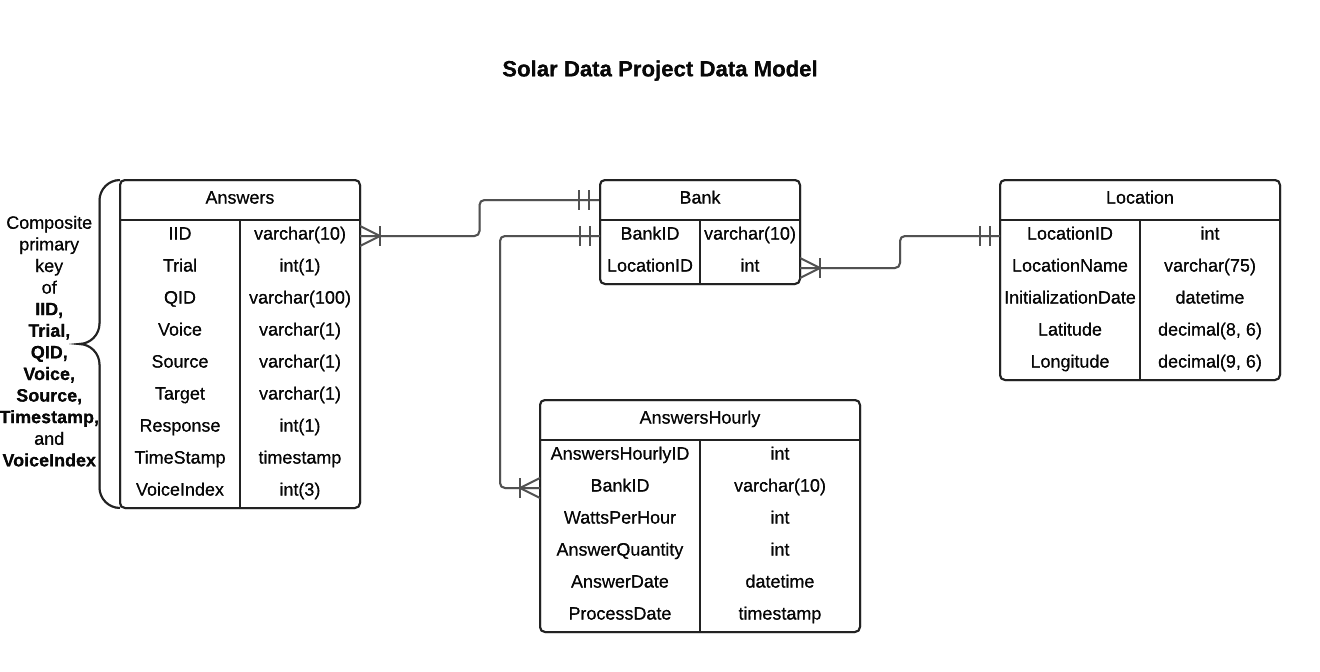 Solar Data Project Data Model
Composite
primary
key
of
IID,
Trial,
QID,
Voice,
Source,
Timestamp,
and
VoiceIndex
Answers
IID varchar(10)
Trial int(1)
QID varchar(100)
Voice varchar(1)
Source varchar(1)
Target varchar(1)
Response int(1)
TimeStamp timestamp
VoiceIndex int(3)
Bank
BankID varchar(10)
LocationID int
Location
LocationID int
LocationName varchar(75)
InitializationDate datetime
Latitude decimal(8, 6)
Longitude decimal(9, 6)
AnswersHourly
AnswersHourlyID int
BankID varchar(10)
WattsPerHour int
AnswerQuantity int
AnswerDate datetime
ProcessDate timestamp